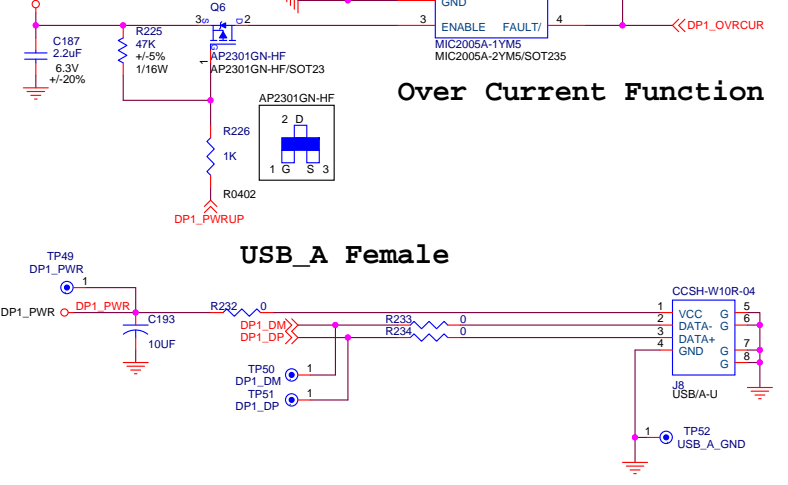 GND
Q6
3 S D 2
3 ENABLE FAULT/ 4
DP1_OVRCUR
R225
C187
47K
2.2uF
+/-5%
6.3V
1/16W
+/-20%
G
1
AP2301GN-HF
AP2301GN-HF/SOT23
MIC2005A-1YM5
MIC2005A-2YM5/SOT235
Over Current Function
AP2301GN-HF
2 D
1 G S 3
R226
1K
R0402
DP1_PWRUP
USB_A Female
TP49
DP1_PWR
1
DP1_PWR DP1_PWR
C193
10UF
R232 0
DP1_DM R233 0
DP1_DP R234 0
CCSH-W10R-04
1 VCC G 5
2 DATA- G 6
3 DATA+
4 GND G 7
G 8
J8
USB/A-U
TP50 1
DP1_DM
TP51 1
DP1_DP
1 TP52
USB_A_GND